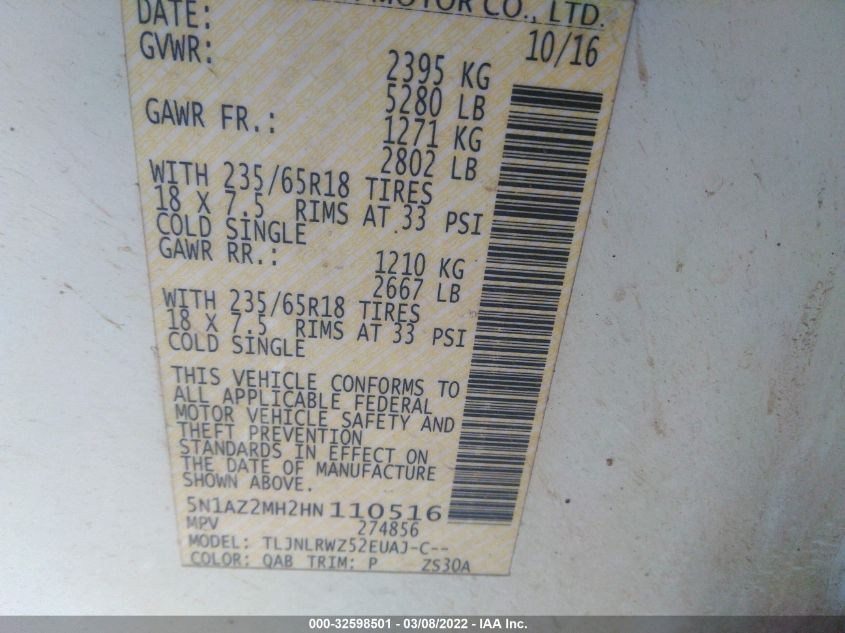 MOTOR CO., LTD.
DATE: 10/16
GVWR: 2395 KG
5280 LB
GAWR FR.: 1271 KG
2802 LB
WITH 235/65R18 TIRES
18 X 7.5 RIMS AT 33 PSI
COLD SINGLE
GAWR RR.: 1210 KG
2667 LB
WITH 235/65R18 TIRES
18 X 7.5 RIMS AT 33 PSI
COLD SINGLE
THIS VEHICLE CONFORMS TO
ALL APPLICABLE FEDERAL
MOTOR VEHICLE SAFETY AND
THEFT PREVENTION
STANDARDS IN EFFECT ON
THE DATE OF MANUFACTURE
SHOWN ABOVE.
5N1AZ2MH2HN 110516
MPV 274856
MODEL: TLJNLRWZ52EUAJ-C--
COLOR: QAB TRIM: P ZS30A
000-32598501 - 03/08/2022 - IAA Inc.